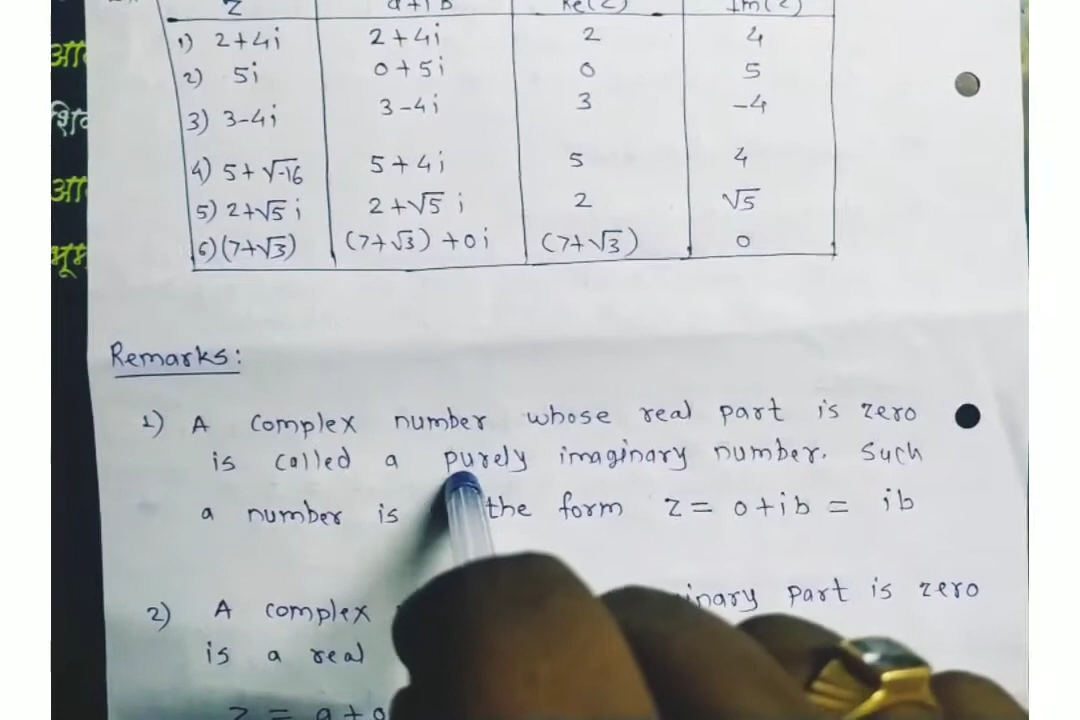 Z a+ib Re(Z) Im(Z)
1) 2+4i 2+4i 2 4
2) 5i 0+5i 0 5
3) 3-4i 3-4i 3 -4
4) 5+√-16 5+4i 5 4
5) 2+√5 i 2+√5 i 2 √5
6) (7+√3) (7+√3)+0i (7+√3) 0
Remarks:
1) A complex number whose real part is zero
is called a purely imaginary number. Such
a number is the form Z = 0+ib = ib
2) A complex part is zero
is a real
Z = a+0